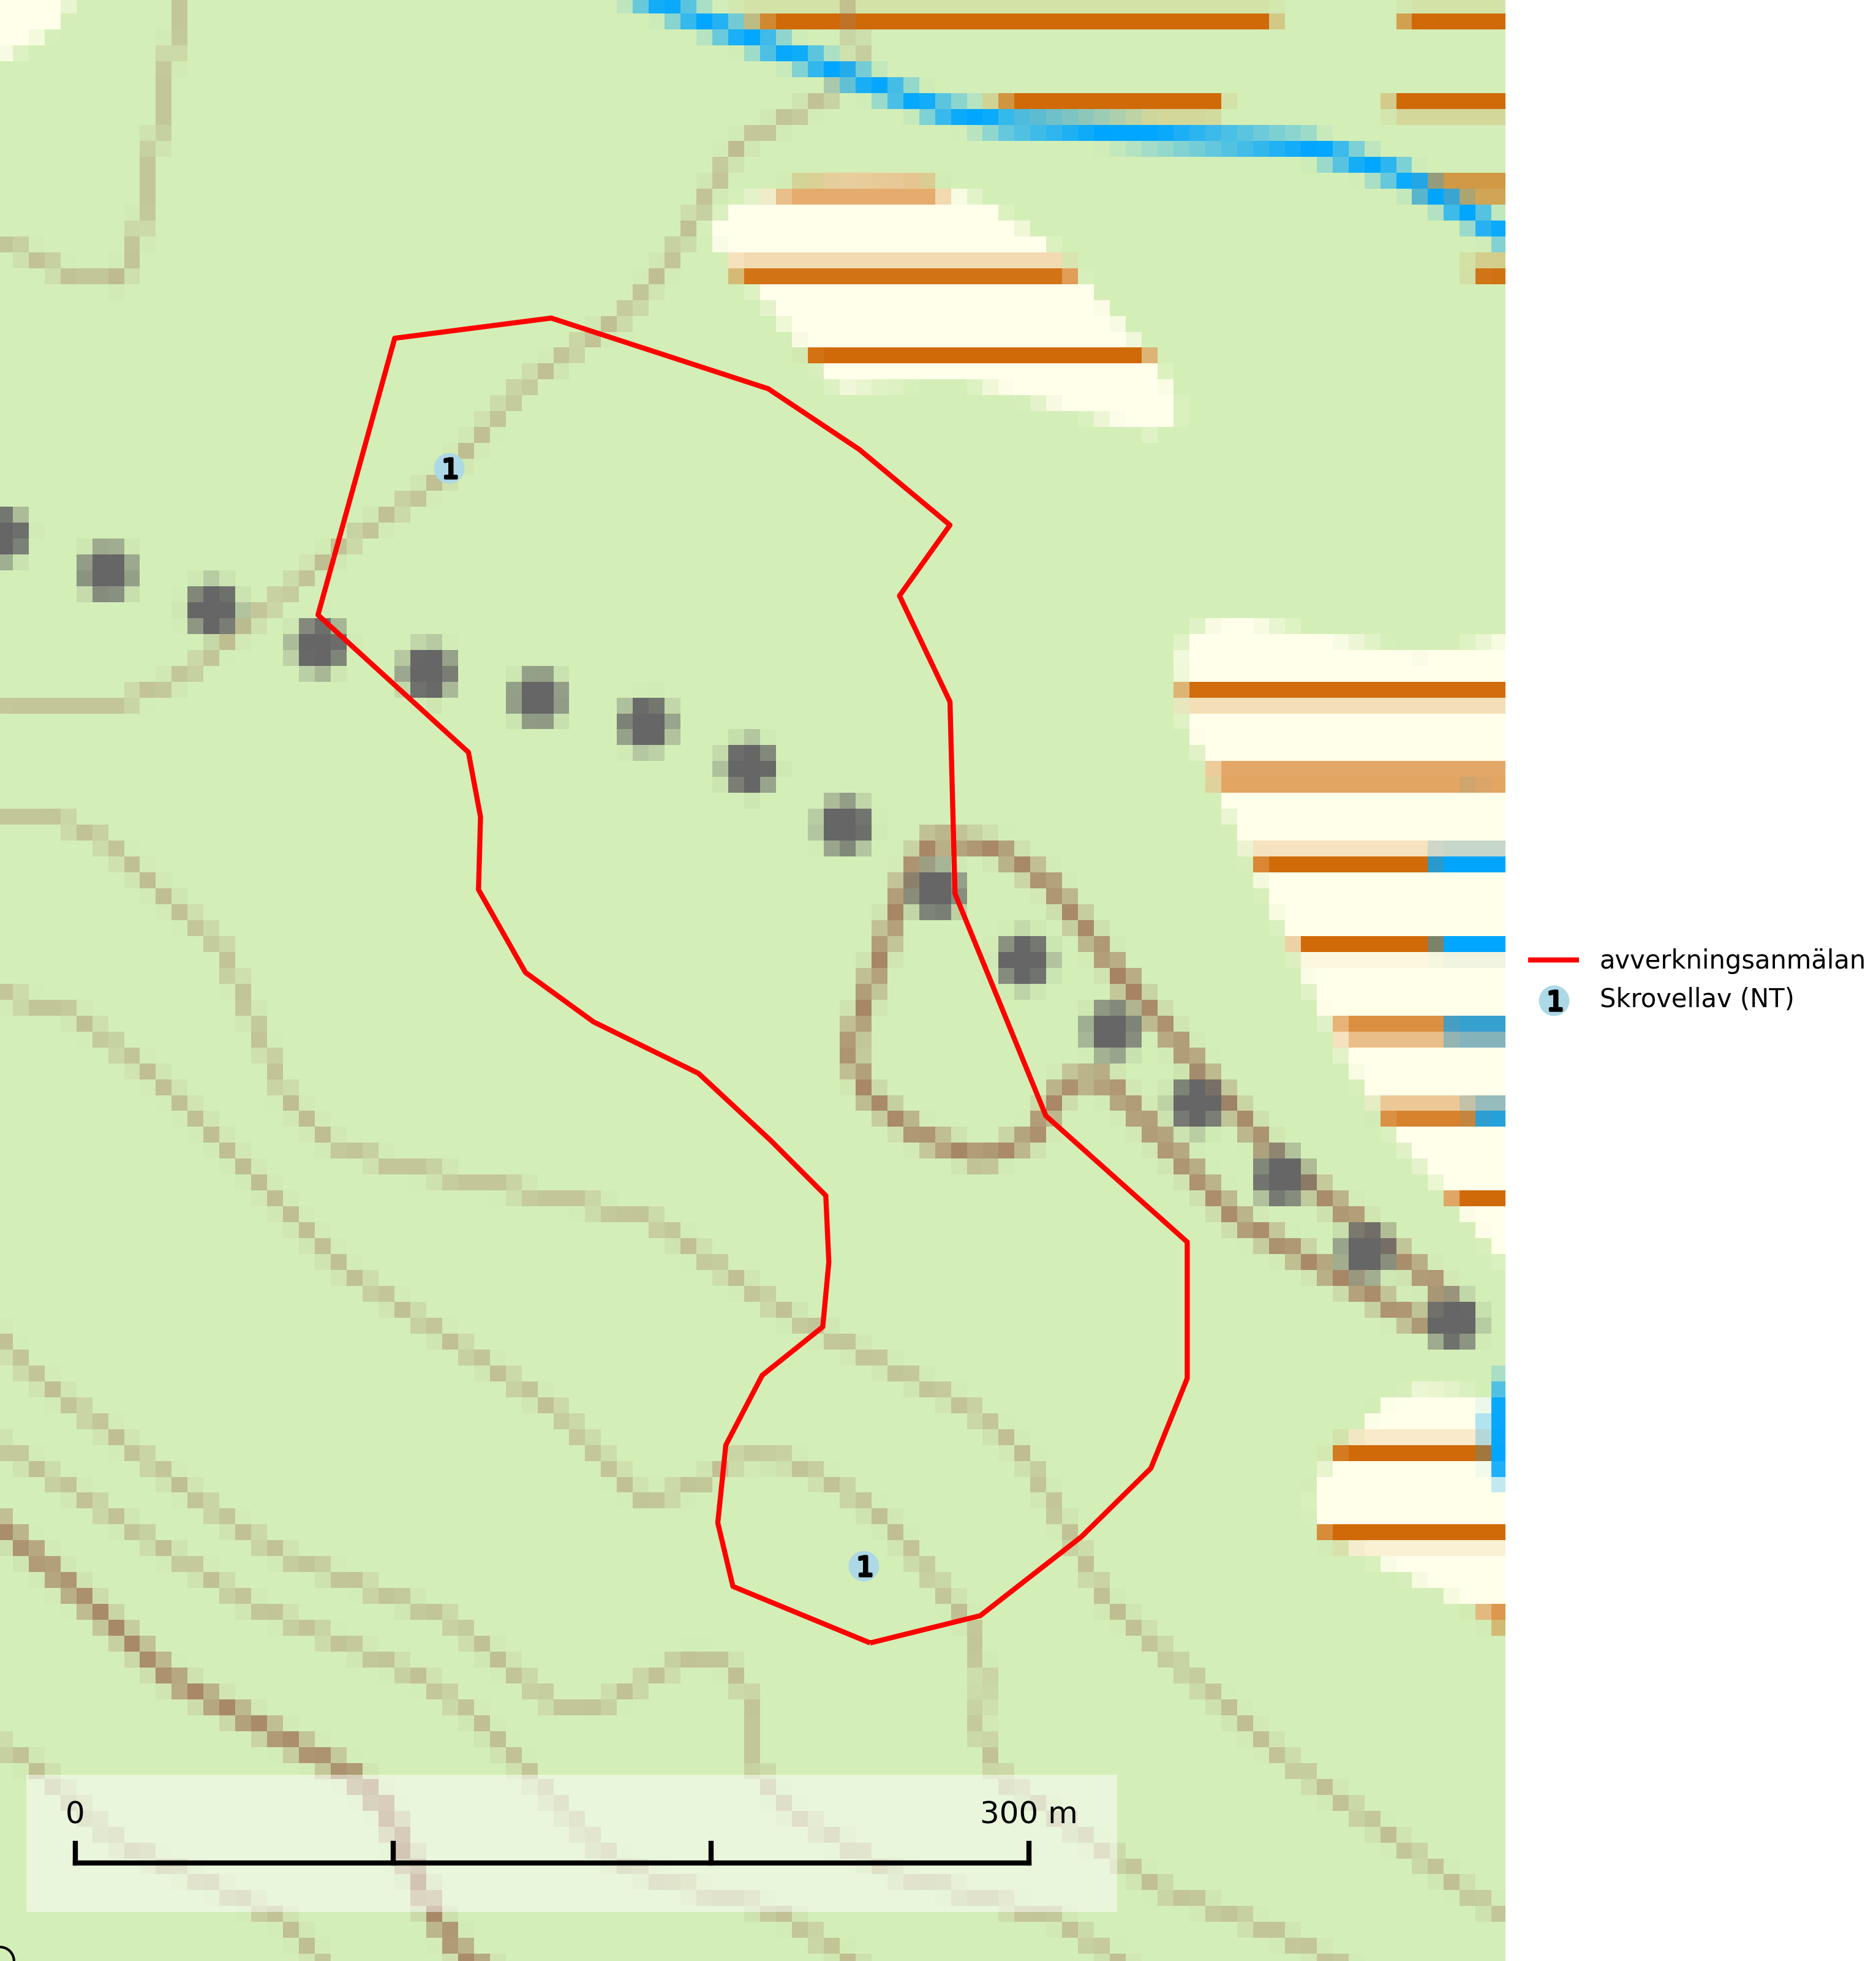 1
avverkningsanmälan
1 Skrovellav (NT)
1
0 300 m